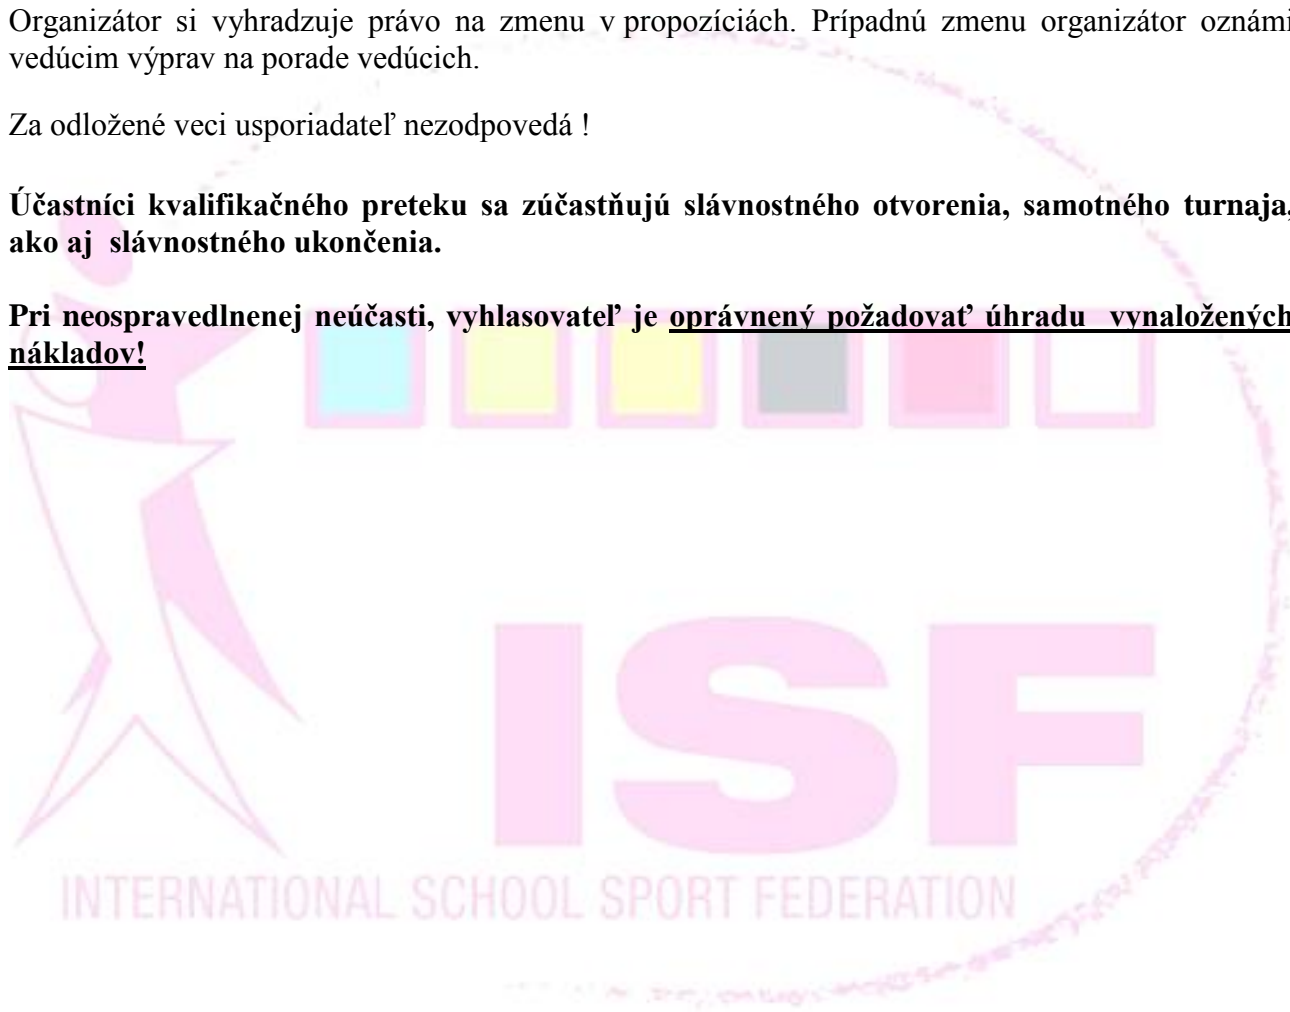 Organizátor si vyhradzuje právo na zmenu v propozíciách. Prípadnú zmenu organizátor oznámi
vedúcim výprav na porade vedúcich.
Za odložené veci usporiadateľ nezodpovedá !
Účastníci kvalifikačného preteku sa zúčastňujú slávnostného otvorenia, samotného turnaja,
ako aj slávnostného ukončenia.
Pri neospravedlnenej neúčasti, vyhlasovateľ je oprávnený požadovať úhradu vynaložených
nákladov!
ISF
INTERNATIONAL SCHOOL SPORT FEDERATION